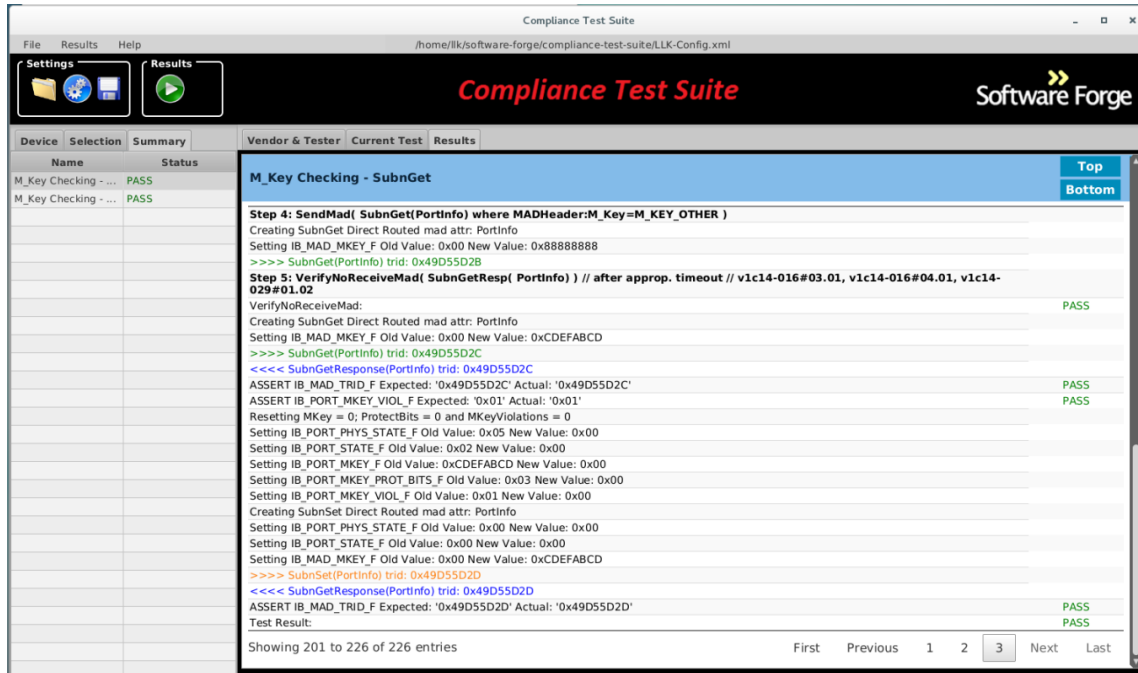 Compliance Test Suite
File Results Help /home/llk/software-forge/compliance-test-suite/LLK-Config.xml
Settings Results
Compliance Test Suite
Software Forge
Device Selection Summary
Vendor & Tester Current Test Results
Name Status
M_Key Checking - ... PASS
M_Key Checking - ... PASS
M_Key Checking - SubnGet
Top
Bottom
Step 4: SendMad( SubnGet(PortInfo) where MADHeader:M_Key=M_KEY_OTHER )
Creating SubnGet Direct Routed mad attr: PortInfo
Setting IB_MAD_MKEY_F Old Value: 0x00 New Value: 0x88888888
>>>> SubnGet(PortInfo) trid: 0x49D55D2B
Step 5: VerifyNoReceiveMad( SubnGetResp( PortInfo) ) // after approp. timeout // v1c14-016#03.01, v1c14-016#04.01, v1c14-
029#01.02
VerifyNoReceiveMad: PASS
Creating SubnGet Direct Routed mad attr: PortInfo
Setting IB_MAD_MKEY_F Old Value: 0x00 New Value: 0xCDEFABCD
>>>> SubnGet(PortInfo) trid: 0x49D55D2C
<<<< SubnGetResponse(PortInfo) trid: 0x49D55D2C
ASSERT IB_MAD_TRID_F Expected: '0x49D55D2C' Actual: '0x49D55D2C' PASS
ASSERT IB_PORT_MKEY_VIOL_F Expected: '0x01' Actual: '0x01' PASS
Resetting MKey = 0; ProtectBits = 0 and MKeyViolations = 0
Setting IB_PORT_PHYS_STATE_F Old Value: 0x05 New Value: 0x00
Setting IB_PORT_STATE_F Old Value: 0x02 New Value: 0x00
Setting IB_PORT_MKEY_F Old Value: 0xCDEFABCD New Value: 0x00
Setting IB_PORT_MKEY_PROT_BITS_F Old Value: 0x03 New Value: 0x00
Setting IB_PORT_MKEY_VIOL_F Old Value: 0x01 New Value: 0x00
Creating SubnSet Direct Routed mad attr: PortInfo
Setting IB_PORT_PHYS_STATE_F Old Value: 0x00 New Value: 0x00
Setting IB_PORT_STATE_F Old Value: 0x00 New Value: 0x00
Setting IB_MAD_MKEY_F Old Value: 0x00 New Value: 0xCDEFABCD
>>>> SubnSet(PortInfo) trid: 0x49D55D2D
<<<< SubnGetResponse(PortInfo) trid: 0x49D55D2D
ASSERT IB_MAD_TRID_F Expected: '0x49D55D2D' Actual: '0x49D55D2D' PASS
Test Result: PASS
Showing 201 to 226 of 226 entries First Previous 1 2 3 Next Last